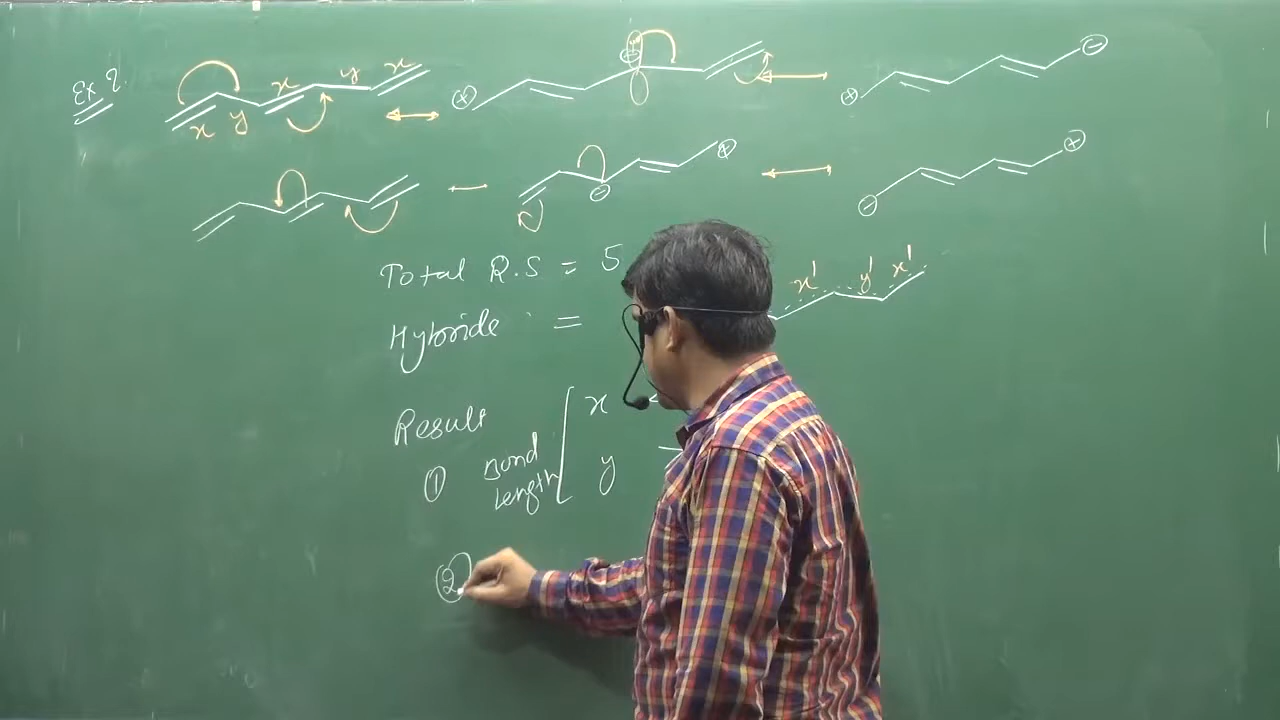 Ex 2.
x y x y x ⊕ ⊖ ⊕ ⊖
⊖ ⊕ ⊖ ⊕
Total R.S = 5
x' y' x'
Hybride =
Result
① Bond length [ x <
y
②